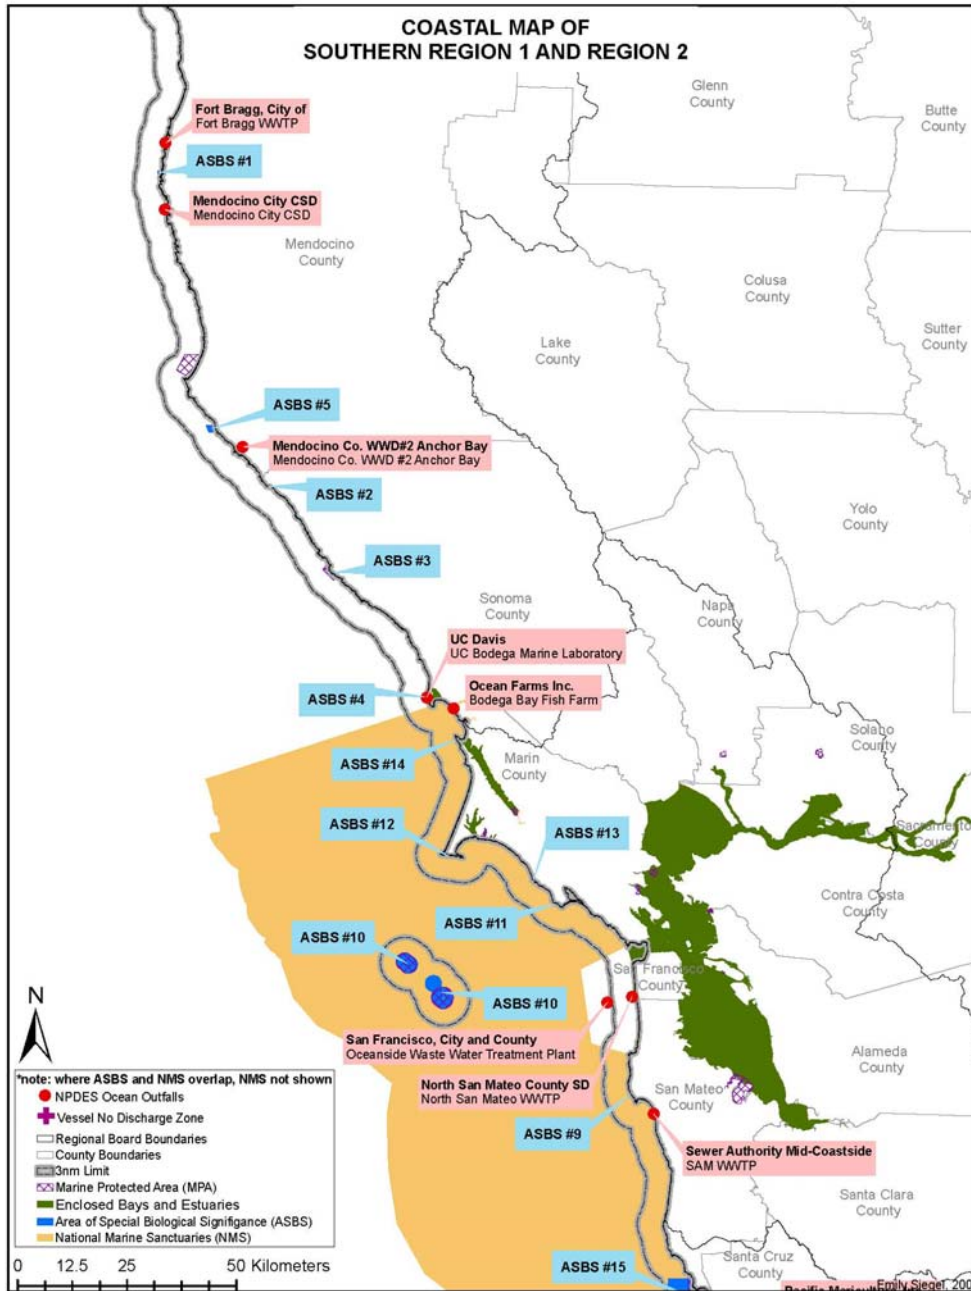 COASTAL MAP OF
SOUTHERN REGION 1 AND REGION 2
Glenn
County
Butte
County
Fort Bragg, City of
Fort Bragg WWTP
ASBS #1
Mendocino City CSD
Mendocino City CSD
Mendocino
County
Colusa
County
Lake
County
Sutter
County
ASBS #5
Mendocino Co. WWD#2 Anchor Bay
Mendocino Co. WWD #2 Anchor Bay
ASBS #2
Yolo
County
ASBS #3
Sonoma
County
Napa
County
UC Davis
UC Bodega Marine Laboratory
ASBS #4
Ocean Farms Inc.
Bodega Bay Fish Farm
Solano
County
ASBS #14
Marin
County
ASBS #12
ASBS #13
Sacramento
County
Contra Costa
County
ASBS #11
ASBS #10
San Francisco
County
ASBS #10
San Francisco, City and County
Oceanside Waste Water Treatment Plant
Alameda
County
North San Mateo County SD
North San Mateo WWTP
San Mateo
County
ASBS #9
Sewer Authority Mid-Coastside
SAM WWTP
Santa Clara
County
ASBS #15
Santa Cruz
County
N
*note: where ASBS and NMS overlap, NMS not shown
NPDES Ocean Outfalls
Vessel No Discharge Zone
Regional Board Boundaries
County Boundaries
3nm Limit
Marine Protected Area (MPA)
Enclosed Bays and Estuaries
Area of Special Biological Signifigance (ASBS)
National Marine Sanctuaries (NMS)
0 12.5 25 50 Kilometers
Emily Siegel,